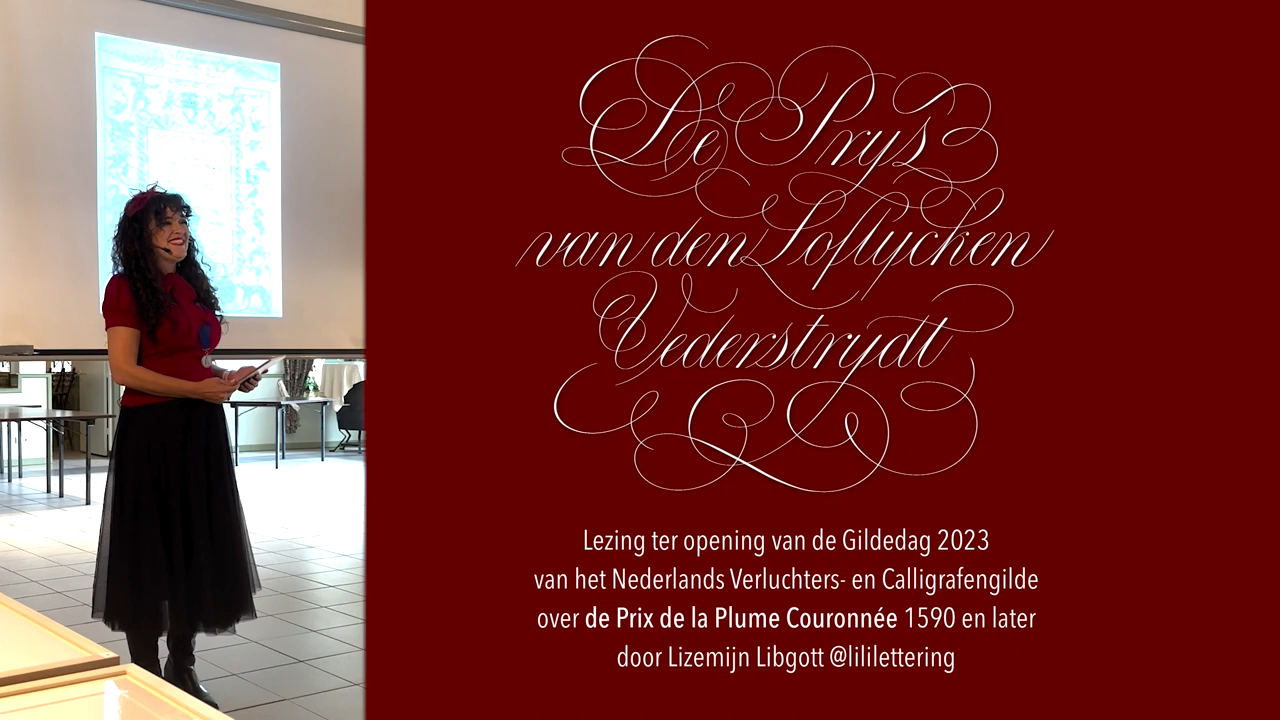 De Prys
van den Loflycken
Vederstrydt
Lezing ter opening van de Gildedag 2023
van het Nederlands Verluchters- en Calligrafengilde
over de Prix de la Plume Couronnée 1590 en later
door Lizemijn Libgott @lililettering